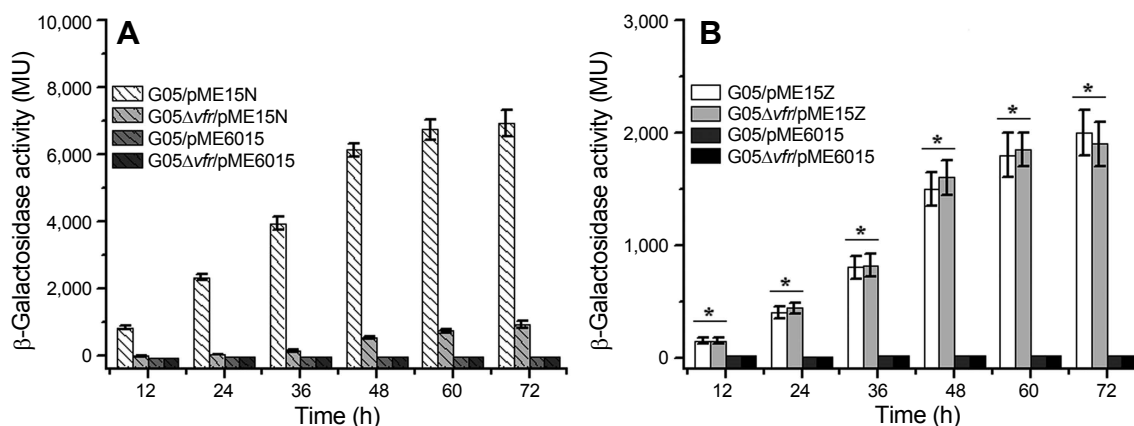 A
β-Galactosidase activity (MU)
10,000
8,000
6,000
4,000
2,000
0
G05/pME15N
G05Δvfr/pME15N
G05/pME6015
G05Δvfr/pME6015
12 24 36 48 60 72
Time (h)
B
β-Galactosidase activity (MU)
3,000
2,000
1,000
0
G05/pME15Z
G05Δvfr/pME15Z
G05/pME6015
G05Δvfr/pME6015
* * * * * *
12 24 36 48 60 72
Time (h)